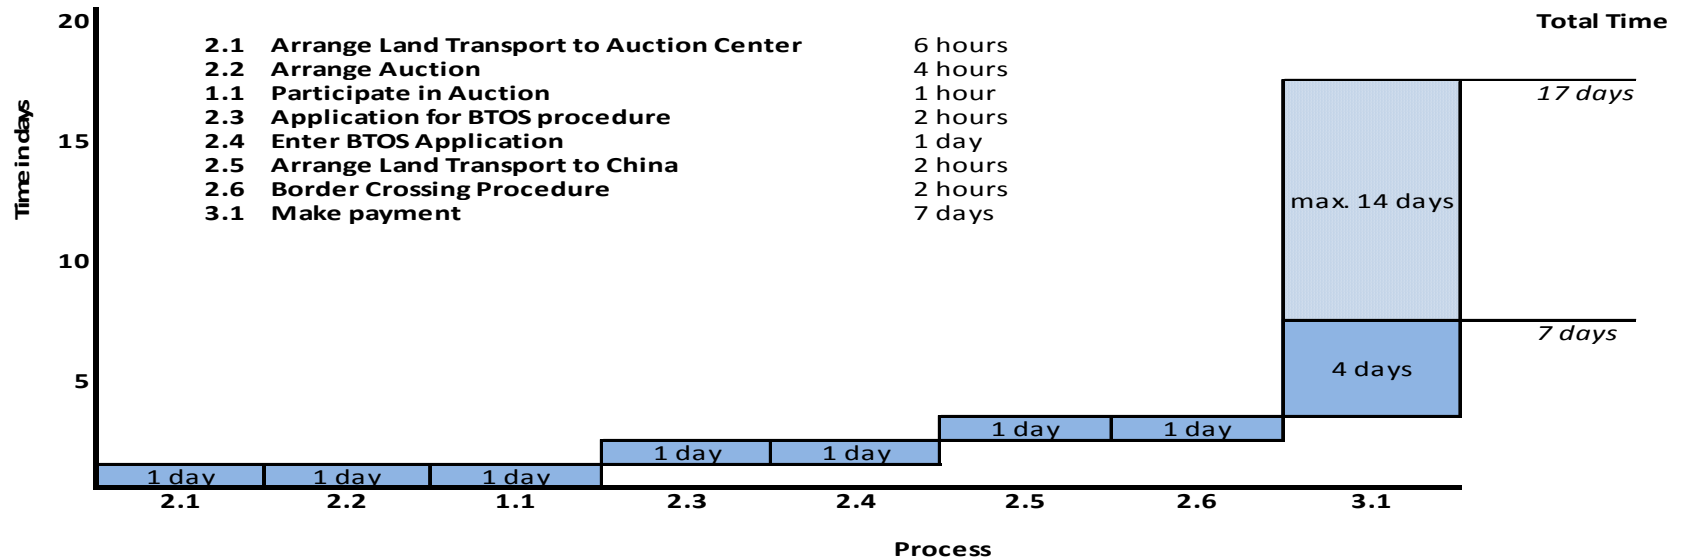 20
Total Time
2.1 Arrange Land Transport to Auction Center 6 hours
2.2 Arrange Auction 4 hours
1.1 Participate in Auction 1 hour
2.3 Application for BTOS procedure 2 hours
2.4 Enter BTOS Application 1 day
2.5 Arrange Land Transport to China 2 hours
2.6 Border Crossing Procedure 2 hours
3.1 Make payment 7 days
Time in days
15
10
5
17 days
max. 14 days
7 days
4 days
1 day 1 day
1 day 1 day
1 day 1 day 1 day
2.1 2.2 1.1 2.3 2.4 2.5 2.6 3.1
Process